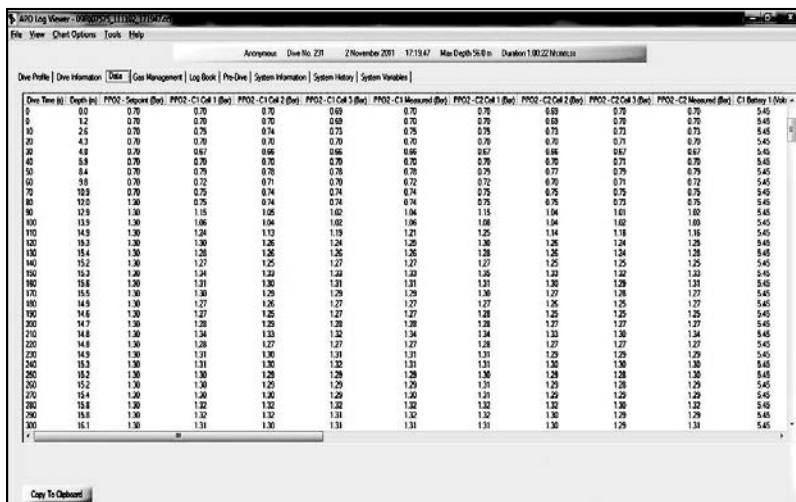 APD Log Viewer -
File View Chart Options Tools Help
Anonymous Dive No. 231 2 November 2011 17:19.47 Max Depth 56.0 m Duration 1:00:22 hh:mm:ss
Dive Profile Dive Information Data Gas Management Log Book Pre-Dive System Information System History System Variables
Dive Time (s) Depth (m) PPO2 - Setpoint (Bar) PPO2 - C1 Cell 1 (Bar) PPO2 - C1 Cell 2 (Bar) PPO2 - C1 Cell 3 (Bar) PPO2 - C1 Measured (Bar) PPO2 - C2 Cell 1 (Bar) PPO2 - C2 Cell 2 (Bar) PPO2 - C2 Cell 3 (Bar) PPO2 - C2 Measured (Bar) C1 Battery 1 (Volts
0 0.0 0.70 0.70 0.70 0.69 0.70 0.70 0.69 0.70 0.70 5.45
0 1.2 0.70 0.70 0.70 0.69 0.70 0.70 0.69 0.70 0.70 5.45
10 2.6 0.70 0.75 0.74 0.73 0.75 0.75 0.73 0.73 0.73 5.45
20 4.3 0.70 0.70 0.70 0.70 0.70 0.70 0.70 0.71 0.70 5.45
30 4.8 0.70 0.67 0.66 0.66 0.66 0.67 0.66 0.67 0.67 5.45
40 5.9 0.70 0.70 0.70 0.70 0.70 0.70 0.70 0.71 0.70 5.45
50 8.4 0.70 0.79 0.78 0.78 0.78 0.79 0.77 0.79 0.79 5.45
60 9.8 0.70 0.72 0.71 0.70 0.72 0.72 0.70 0.71 0.72 5.45
70 10.9 0.70 0.75 0.74 0.74 0.74 0.75 0.75 0.75 0.75 5.45
80 12.0 1.30 0.75 0.74 0.74 0.74 0.75 0.74 0.75 0.75 5.45
90 12.9 1.30 1.15 1.05 1.02 1.04 1.15 1.04 1.01 1.02 5.45
100 13.9 1.30 1.06 1.04 1.02 1.06 1.08 1.04 1.02 1.03 5.45
110 14.9 1.30 1.24 1.13 1.19 1.21 1.25 1.14 1.18 1.16 5.45
120 15.3 1.30 1.30 1.26 1.24 1.25 1.30 1.26 1.24 1.25 5.45
130 15.4 1.30 1.28 1.26 1.26 1.26 1.28 1.26 1.24 1.28 5.45
140 15.2 1.30 1.27 1.25 1.27 1.27 1.27 1.25 1.25 1.25 5.45
150 15.3 1.30 1.34 1.33 1.33 1.33 1.35 1.33 1.32 1.33 5.45
160 15.6 1.30 1.31 1.30 1.31 1.31 1.31 1.30 1.29 1.31 5.45
170 15.5 1.30 1.30 1.29 1.29 1.29 1.30 1.27 1.28 1.27 5.45
180 14.9 1.30 1.27 1.26 1.27 1.27 1.27 1.26 1.25 1.27 5.45
190 14.6 1.30 1.27 1.25 1.27 1.27 1.28 1.25 1.25 1.27 5.45
200 14.7 1.30 1.28 1.29 1.28 1.28 1.28 1.27 1.27 1.27 5.45
210 14.8 1.30 1.34 1.33 1.32 1.34 1.34 1.33 1.30 1.34 5.45
220 14.8 1.30 1.28 1.27 1.27 1.27 1.28 1.27 1.27 1.27 5.45
230 14.9 1.30 1.31 1.30 1.31 1.31 1.31 1.29 1.29 1.29 5.45
240 15.3 1.30 1.31 1.30 1.32 1.31 1.31 1.30 1.30 1.30 5.45
250 15.2 1.30 1.30 1.29 1.29 1.29 1.30 1.29 1.28 1.30 5.45
260 15.2 1.30 1.30 1.29 1.29 1.29 1.31 1.29 1.28 1.29 5.45
270 15.4 1.30 1.30 1.30 1.29 1.30 1.31 1.29 1.29 1.30 5.45
280 15.8 1.30 1.32 1.32 1.32 1.32 1.32 1.32 1.30 1.32 5.45
290 15.8 1.30 1.32 1.32 1.31 1.32 1.32 1.30 1.29 1.29 5.45
300 16.1 1.30 1.31 1.30 1.31 1.31 1.31 1.30 1.29 1.31 5.45
Copy To Clipboard